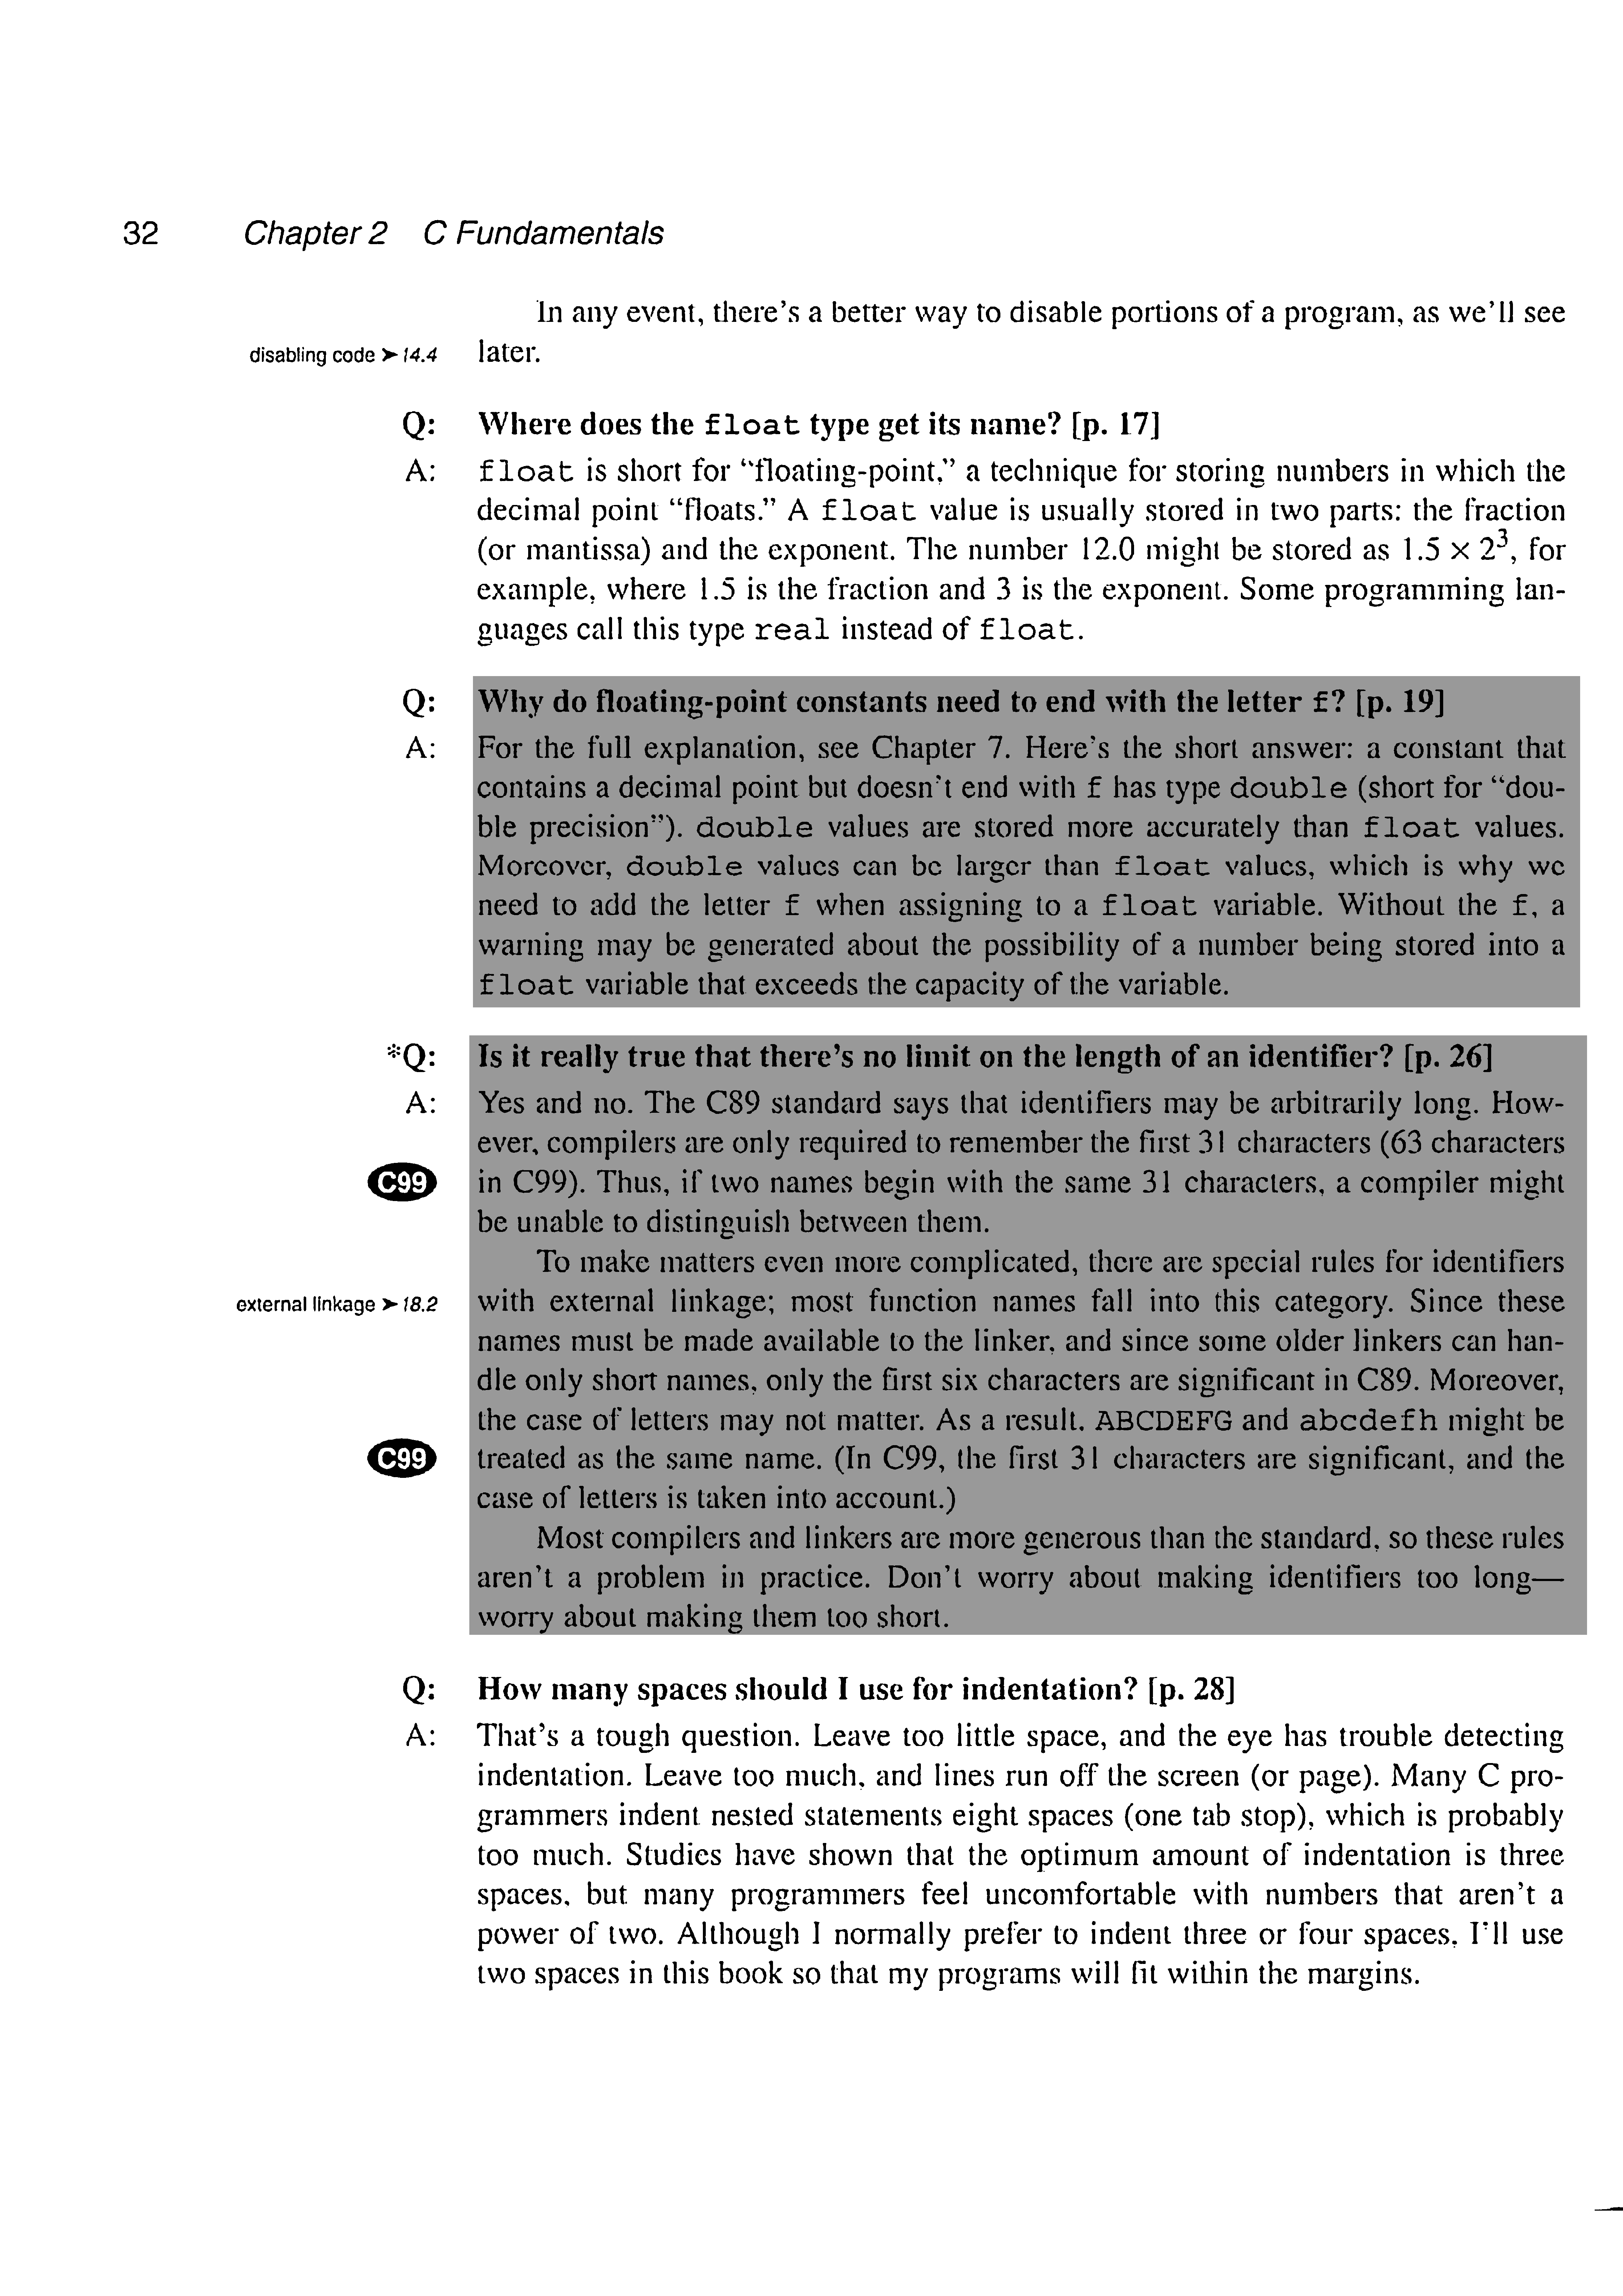 32 Chapter 2 C Fundamentals
In any event, there's a better way to disable portions of a program, as we'll see
disabling code ➤ 14.4 later.
Q: Where does the float type get its name? [p. 17]
A: float is short for “floating-point,” a technique for storing numbers in which the
decimal point “floats.” A float value is usually stored in two parts: the fraction
(or mantissa) and the exponent. The number 12.0 might be stored as 1.5 × 2³, for
example, where 1.5 is the fraction and 3 is the exponent. Some programming lan-
guages call this type real instead of float.
Q: Why do floating-point constants need to end with the letter f? [p. 19]
A: For the full explanation, see Chapter 7. Here's the short answer: a constant that
contains a decimal point but doesn't end with f has type double (short for “dou-
ble precision”). double values are stored more accurately than float values.
Moreover, double values can be larger than float values, which is why we
need to add the letter f when assigning to a float variable. Without the f, a
warning may be generated about the possibility of a number being stored into a
float variable that exceeds the capacity of the variable.
*Q: Is it really true that there's no limit on the length of an identifier? [p. 26]
A: Yes and no. The C89 standard says that identifiers may be arbitrarily long. How-
ever, compilers are only required to remember the first 31 characters (63 characters
C99 in C99). Thus, if two names begin with the same 31 characters, a compiler might
be unable to distinguish between them.
To make matters even more complicated, there are special rules for identifiers
external linkage ➤ 18.2 with external linkage; most function names fall into this category. Since these
names must be made available to the linker, and since some older linkers can han-
dle only short names, only the first six characters are significant in C89. Moreover,
the case of letters may not matter. As a result, ABCDEFG and abcdefh might be
C99 treated as the same name. (In C99, the first 31 characters are significant, and the
case of letters is taken into account.)
Most compilers and linkers are more generous than the standard, so these rules
aren't a problem in practice. Don't worry about making identifiers too long—
worry about making them too short.
Q: How many spaces should I use for indentation? [p. 28]
A: That's a tough question. Leave too little space, and the eye has trouble detecting
indentation. Leave too much, and lines run off the screen (or page). Many C pro-
grammers indent nested statements eight spaces (one tab stop), which is probably
too much. Studies have shown that the optimum amount of indentation is three
spaces, but many programmers feel uncomfortable with numbers that aren't a
power of two. Although I normally prefer to indent three or four spaces, I'll use
two spaces in this book so that my programs will fit within the margins.